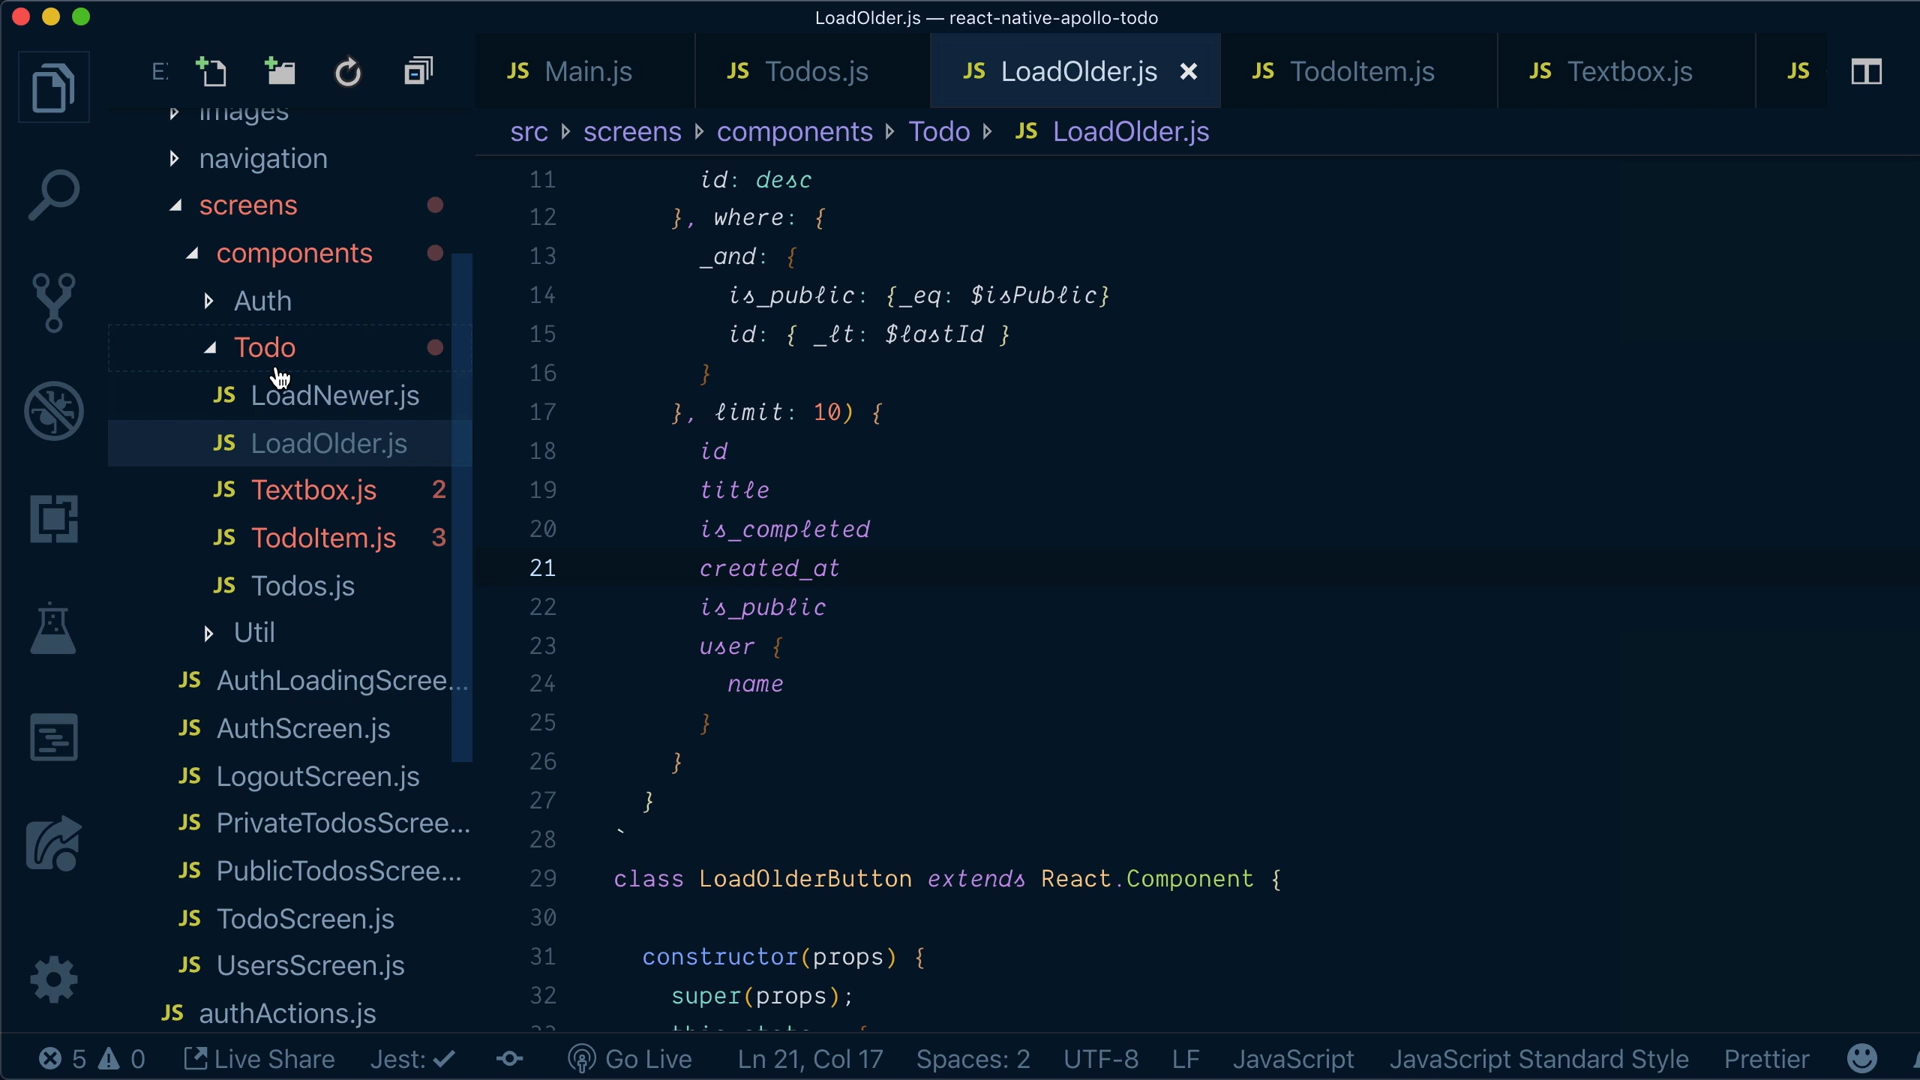 LoadOlder.js — react-native-apollo-todo
E:
JS Main.js
JS Todos.js
JS LoadOlder.js
JS TodoItem.js
JS Textbox.js
JS
src screens components Todo JS LoadOlder.js
images
navigation
screens
components
Auth
Todo
JS LoadNewer.js
JS LoadOlder.js
JS Textbox.js 2
JS TodoItem.js 3
JS Todos.js
Util
JS AuthLoadingScree...
JS AuthScreen.js
JS LogoutScreen.js
JS PrivateTodosScree...
JS PublicTodosScree...
JS TodoScreen.js
JS UsersScreen.js
JS authActions.js
11 id: desc
12 }, where: {
13 _and: {
14 is_public: {_eq: $isPublic}
15 id: { _lt: $lastId }
16 }
17 }, limit: 10) {
18 id
19 title
20 is_completed
21 created_at
22 is_public
23 user {
24 name
25 }
26 }
27 }
28 `
29 class LoadOlderButton extends React.Component {
30
31 constructor(props) {
32 super(props);
5 0 Live Share Jest: Go Live Ln 21, Col 17 Spaces: 2 UTF-8 LF JavaScript JavaScript Standard Style Prettier